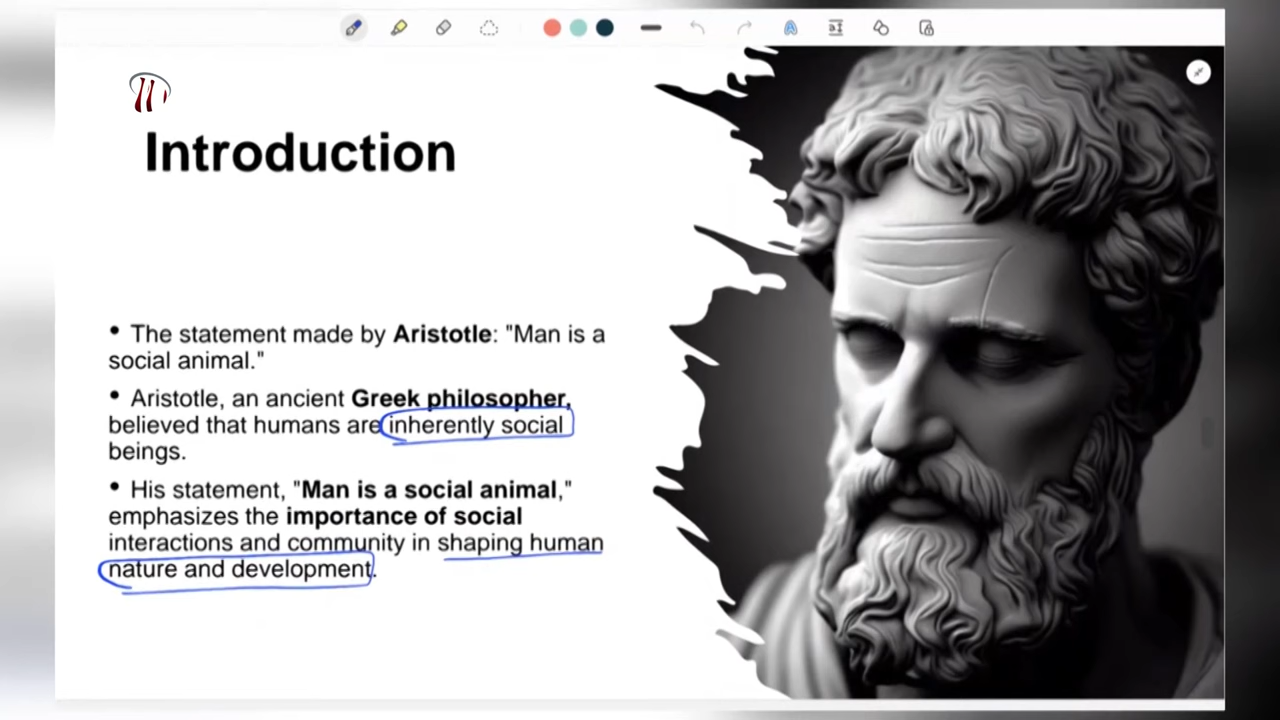 Introduction
• The statement made by Aristotle: "Man is a
social animal."
• Aristotle, an ancient Greek philosopher,
believed that humans are inherently social
beings.
• His statement, "Man is a social animal,"
emphasizes the importance of social
interactions and community in shaping human
nature and development.